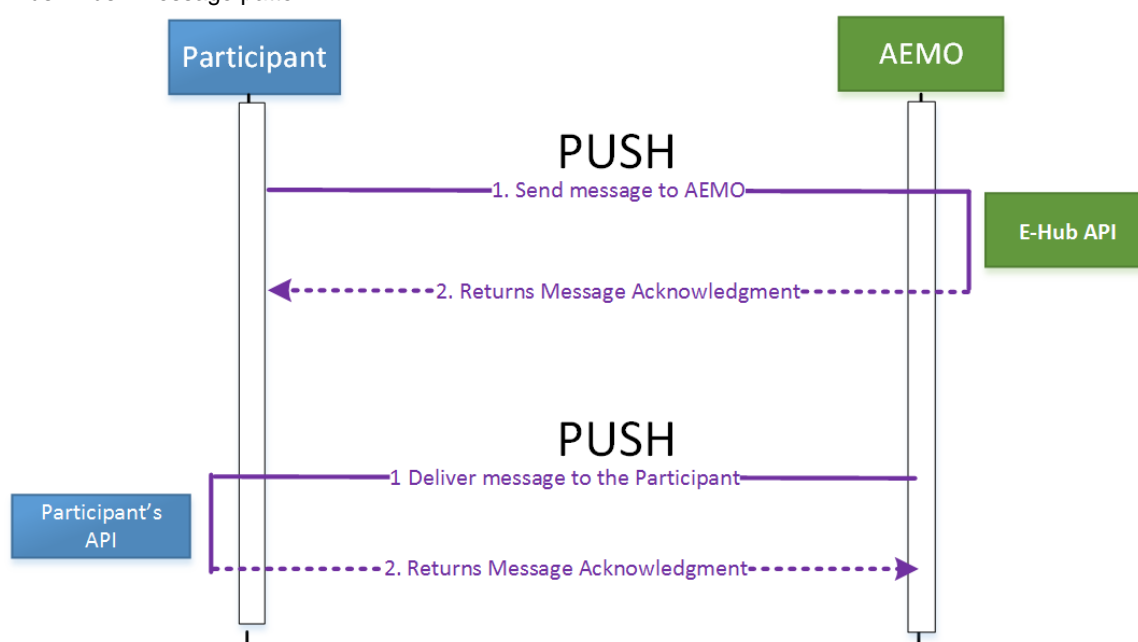 Participant
AEMO
PUSH
1. Send message to AEMO
E-Hub API
2. Returns Message Acknowledgment
PUSH
1 Deliver message to the Participant
Participant's
API
2. Returns Message Acknowledgment